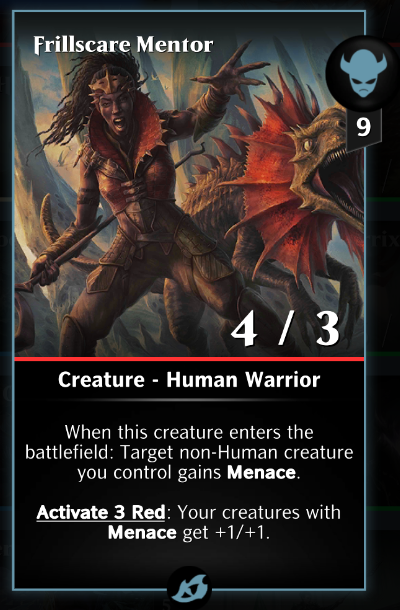 Frillscare Mentor
9
4 / 3
Creature - Human Warrior
When this creature enters the
battlefield: Target non-Human creature
you control gains Menace.
Activate 3 Red: Your creatures with
Menace get +1/+1.